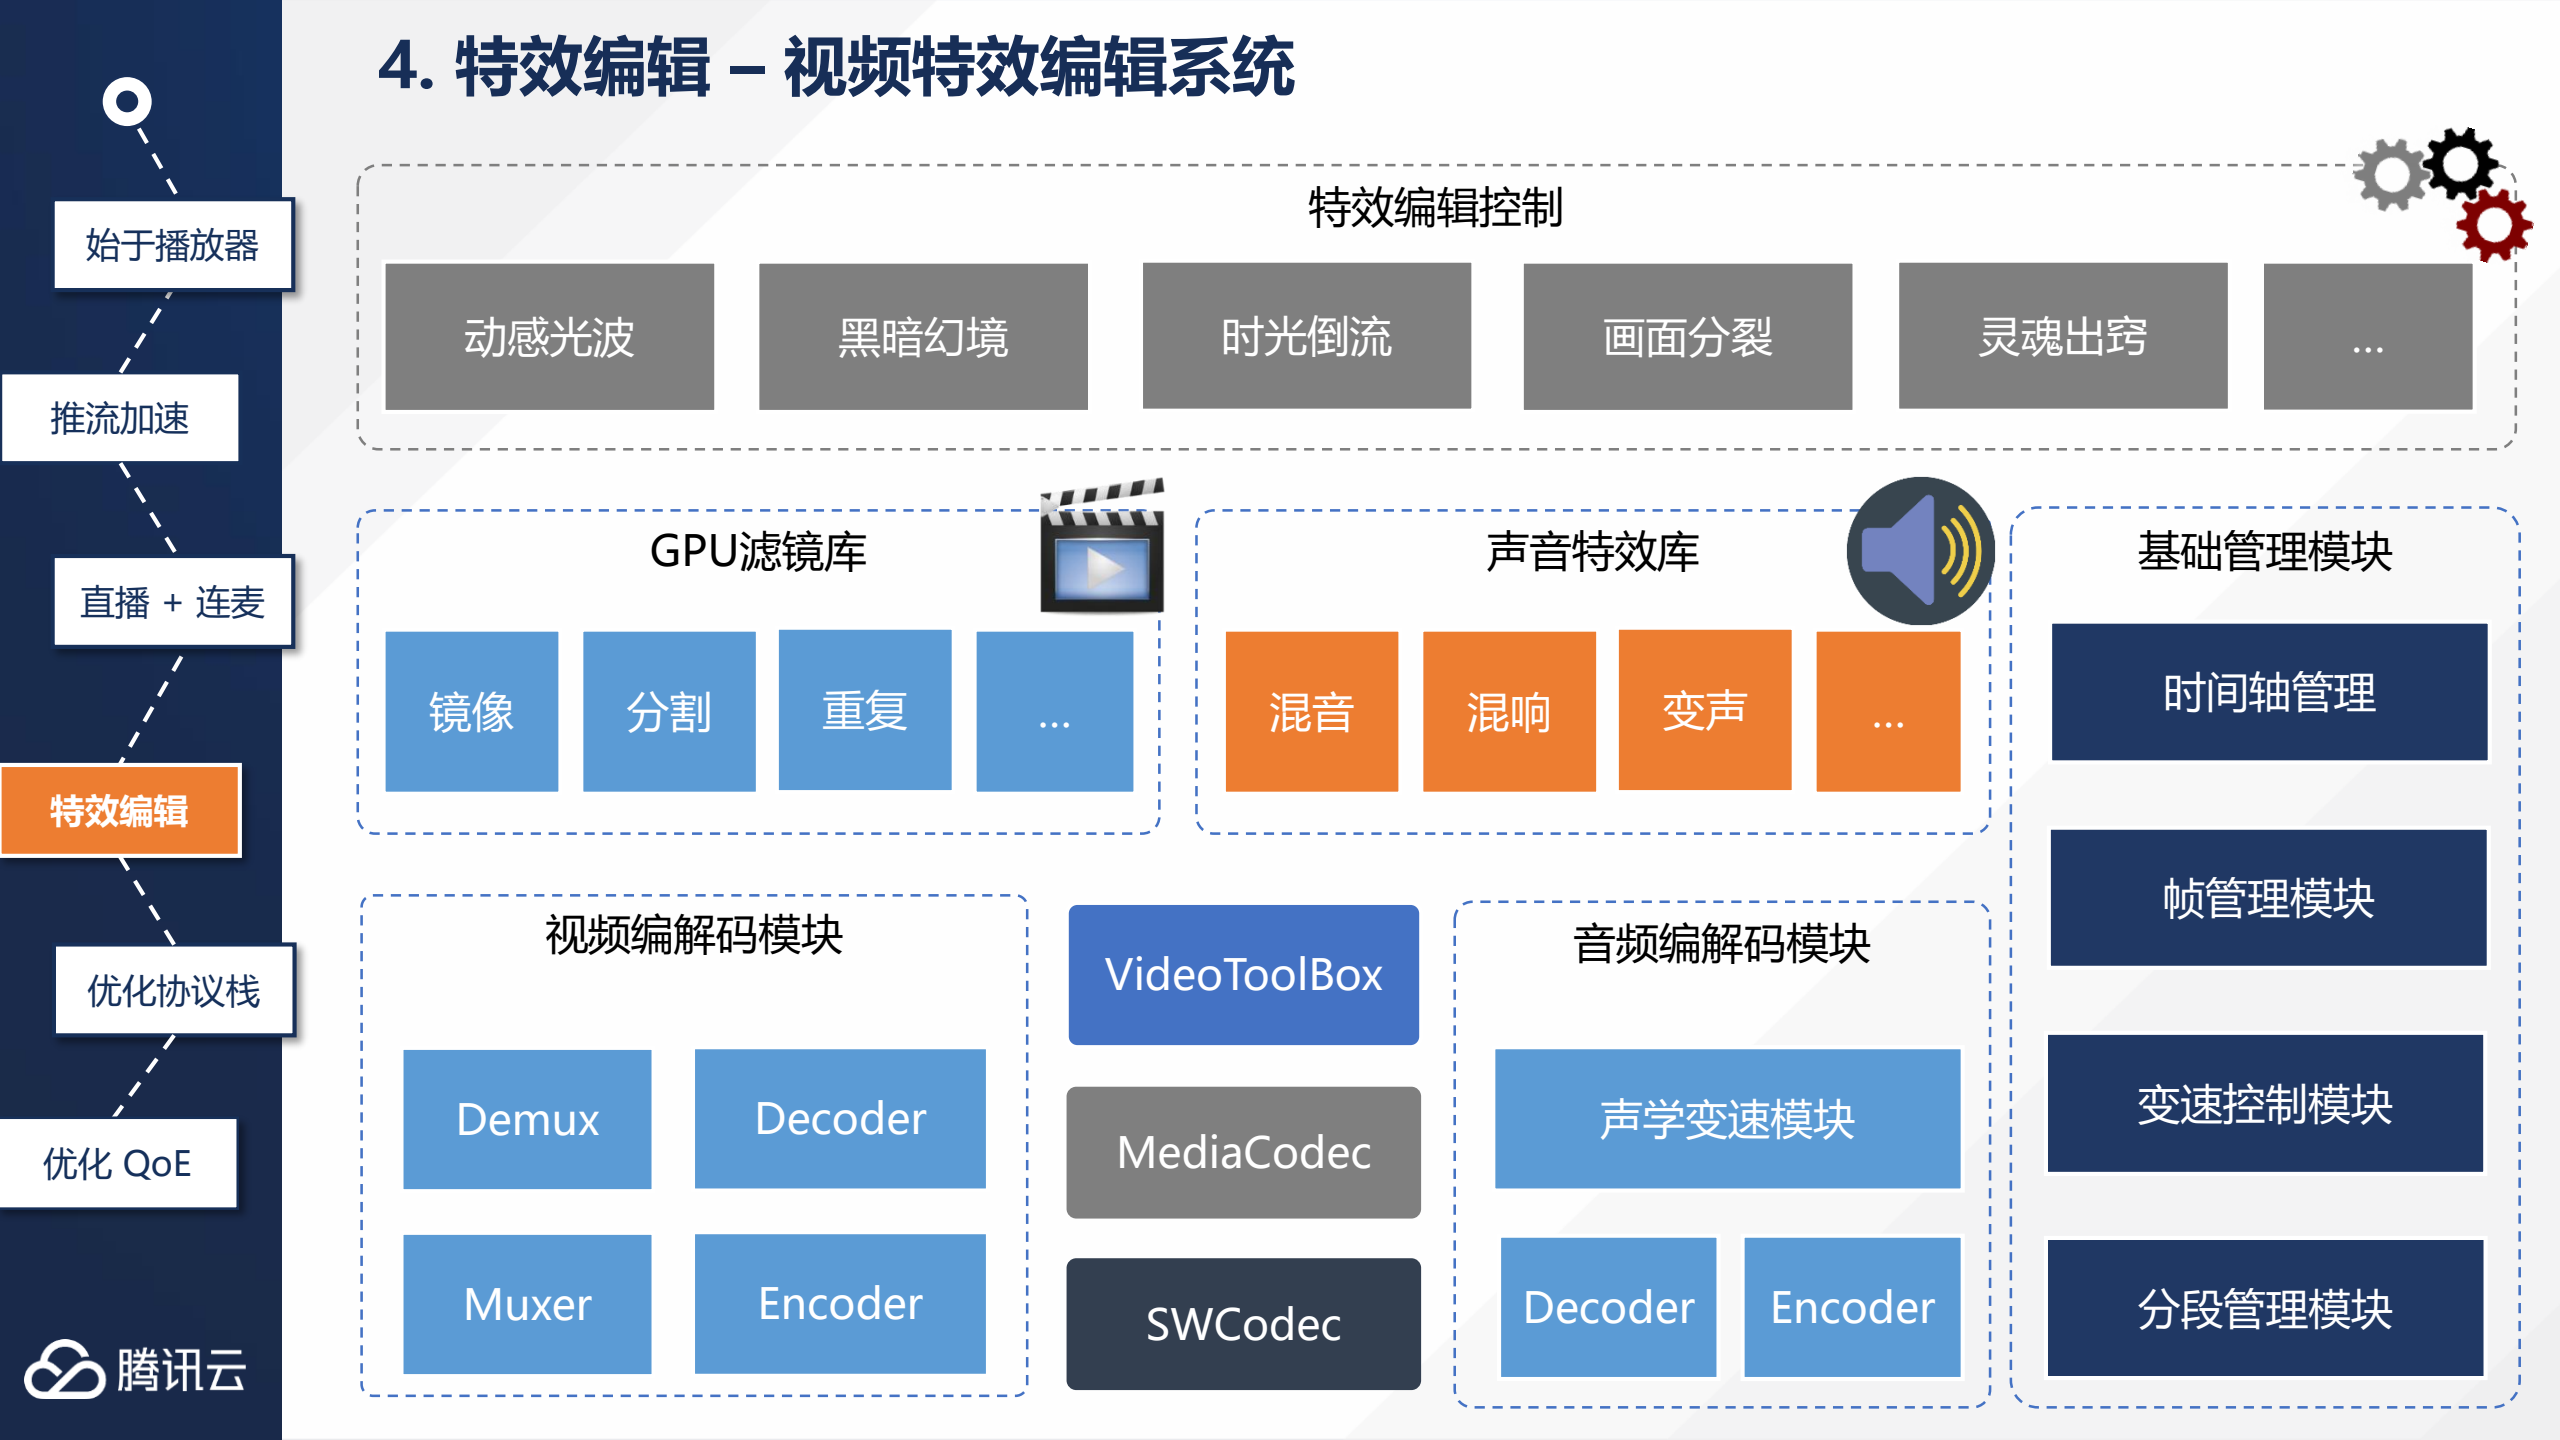 4. 特效编辑 – 视频特效编辑系统
始于播放器
推流加速
直播 + 连麦
特效编辑
优化协议栈
优化 QoE
腾讯云
特效编辑控制
动感光波
黑暗幻境
时光倒流
画面分裂
灵魂出窍
...
GPU滤镜库
镜像
分割
重复
...
声音特效库
混音
混响
变声
...
基础管理模块
时间轴管理
帧管理模块
变速控制模块
分段管理模块
视频编解码模块
Demux
Decoder
Muxer
Encoder
VideoToolBox
MediaCodec
SWCodec
音频编解码模块
声学变速模块
Decoder
Encoder